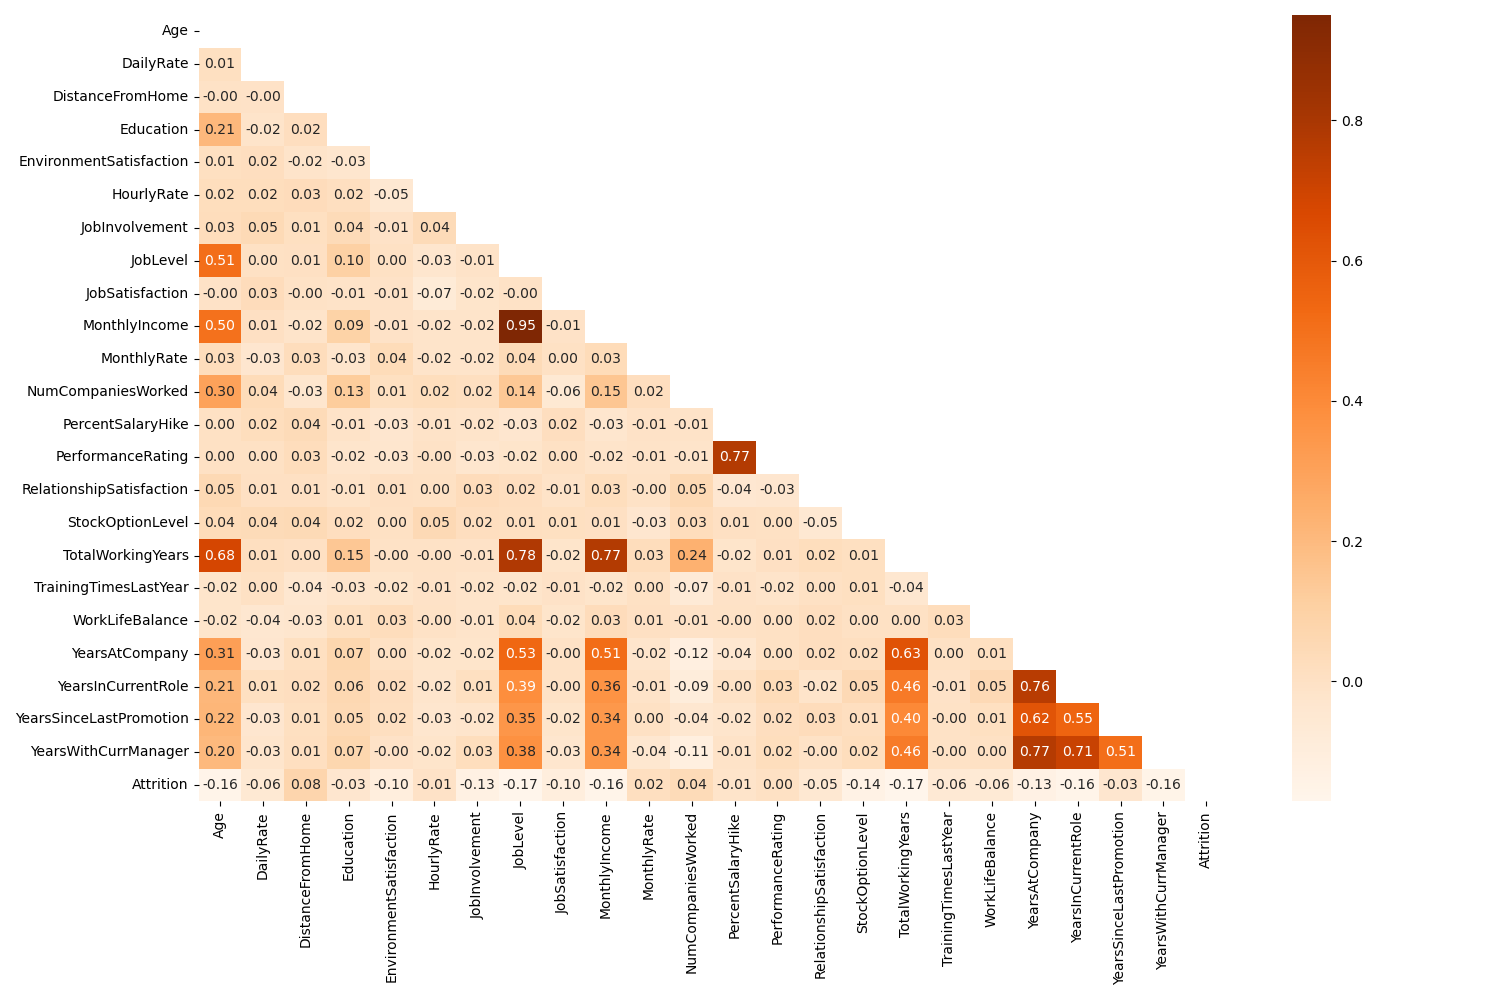 Age
DailyRate 0.01
DistanceFromHome -0.00 -0.00
Education 0.21 -0.02 0.02
EnvironmentSatisfaction 0.01 0.02 -0.02 -0.03
HourlyRate 0.02 0.02 0.03 0.02 -0.05
JobInvolvement 0.03 0.05 0.01 0.04 -0.01 0.04
JobLevel 0.51 0.00 0.01 0.10 0.00 -0.03 -0.01
JobSatisfaction -0.00 0.03 -0.00 -0.01 -0.01 -0.07 -0.02 -0.00
MonthlyIncome 0.50 0.01 -0.02 0.09 -0.01 -0.02 -0.02 0.95 -0.01
MonthlyRate 0.03 -0.03 0.03 -0.03 0.04 -0.02 -0.02 0.04 0.00 0.03
NumCompaniesWorked 0.30 0.04 -0.03 0.13 0.01 0.02 0.02 0.14 -0.06 0.15 0.02
PercentSalaryHike 0.00 0.02 0.04 -0.01 -0.03 -0.01 -0.02 -0.03 0.02 -0.03 -0.01 -0.01
PerformanceRating 0.00 0.00 0.03 -0.02 -0.03 -0.00 -0.03 -0.02 0.00 -0.02 -0.01 -0.01 0.77
RelationshipSatisfaction 0.05 0.01 0.01 -0.01 0.01 0.00 0.03 0.02 -0.01 0.03 -0.00 0.05 -0.04 -0.03
StockOptionLevel 0.04 0.04 0.04 0.02 0.00 0.05 0.02 0.01 0.01 0.01 -0.03 0.03 0.01 0.00 -0.05
TotalWorkingYears 0.68 0.01 0.00 0.15 -0.00 -0.00 -0.01 0.78 -0.02 0.77 0.03 0.24 -0.02 0.01 0.02 0.01
TrainingTimesLastYear -0.02 0.00 -0.04 -0.03 -0.02 -0.01 -0.02 -0.02 -0.01 -0.02 0.00 -0.07 -0.01 -0.02 0.00 0.01 -0.04
WorkLifeBalance -0.02 -0.04 -0.03 0.01 0.03 -0.00 -0.01 0.04 -0.02 0.03 0.01 -0.01 -0.00 0.00 0.02 0.00 0.00 0.03
YearsAtCompany 0.31 -0.03 0.01 0.07 0.00 -0.02 -0.02 0.53 -0.00 0.51 -0.02 -0.12 -0.04 0.00 0.02 0.02 0.63 0.00 0.01
YearsInCurrentRole 0.21 0.01 0.02 0.06 0.02 -0.02 0.01 0.39 -0.00 0.36 -0.01 -0.09 -0.00 0.03 -0.02 0.05 0.46 -0.01 0.05 0.76
YearsSinceLastPromotion 0.22 -0.03 0.01 0.05 0.02 -0.03 -0.02 0.35 -0.02 0.34 0.00 -0.04 -0.02 0.02 0.03 0.01 0.40 -0.00 0.01 0.62 0.55
YearsWithCurrManager 0.20 -0.03 0.01 0.07 -0.00 -0.02 0.03 0.38 -0.03 0.34 -0.04 -0.11 -0.01 0.02 -0.00 0.02 0.46 -0.00 0.00 0.77 0.71 0.51
Attrition -0.16 -0.06 0.08 -0.03 -0.10 -0.01 -0.13 -0.17 -0.10 -0.16 0.02 0.04 -0.01 0.00 -0.05 -0.14 -0.17 -0.06 -0.06 -0.13 -0.16 -0.03 -0.16
Age
DailyRate
DistanceFromHome
Education
EnvironmentSatisfaction
HourlyRate
JobInvolvement
JobLevel
JobSatisfaction
MonthlyIncome
MonthlyRate
NumCompaniesWorked
PercentSalaryHike
PerformanceRating
RelationshipSatisfaction
StockOptionLevel
TotalWorkingYears
TrainingTimesLastYear
WorkLifeBalance
YearsAtCompany
YearsInCurrentRole
YearsSinceLastPromotion
YearsWithCurrManager
Attrition
0.8
0.6
0.4
0.2
0.0